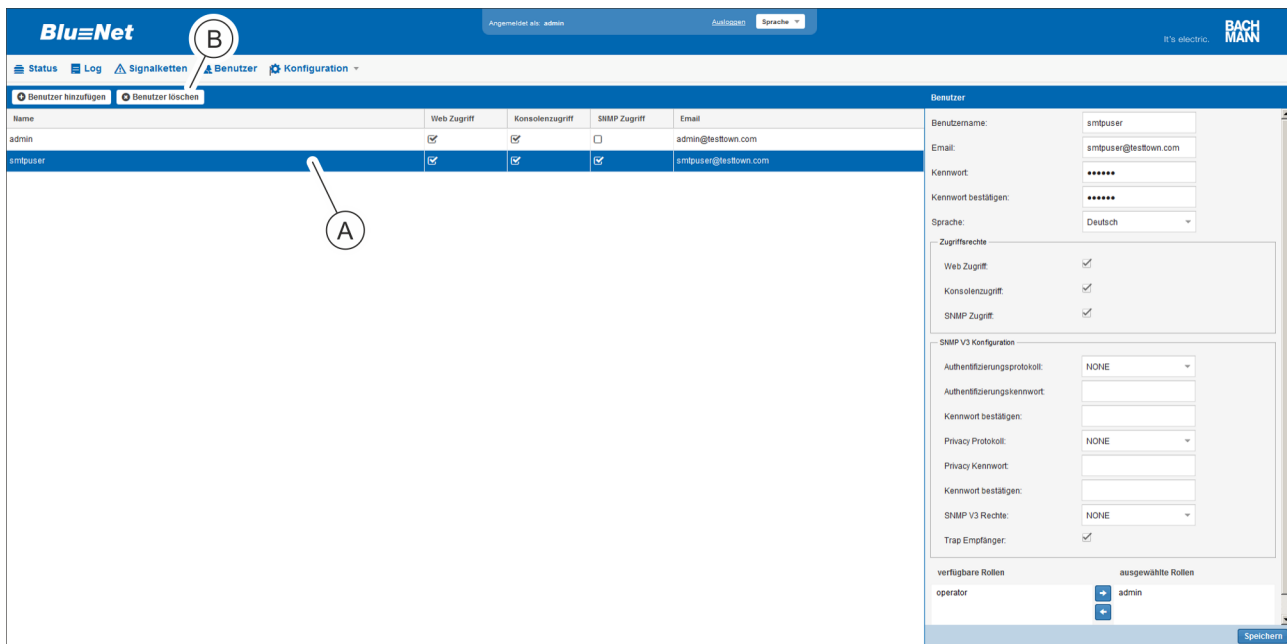 Blu≡Net
Angemeldet als: admin
Ausloggen
Sprache
It's electric.
BACH
MANN
B
Status
Log
Signalketten
Benutzer
Konfiguration
Benutzer hinzufügen
Benutzer löschen
Name
Web Zugriff
Konsolenzugriff
SNMP Zugriff
Email
admin
admin@testtown.com
smtpuser
smtpuser@testtown.com
A
Benutzer
Benutzername:
smtpuser
Email:
smtpuser@testtown.com
Kennwort:
••••••
Kennwort bestätigen:
••••••
Sprache:
Deutsch
Zugriffsrechte
Web Zugriff:
Konsolenzugriff:
SNMP Zugriff:
SNMP V3 Konfiguration
Authentifizierungsprotokoll:
NONE
Authentifizierungskennwort:
Kennwort bestätigen:
Privacy Protokoll:
NONE
Privacy Kennwort:
Kennwort bestätigen:
SNMP V3 Rechte:
NONE
Trap Empfänger:
verfügbare Rollen
ausgewählte Rollen
operator
admin
Speichern